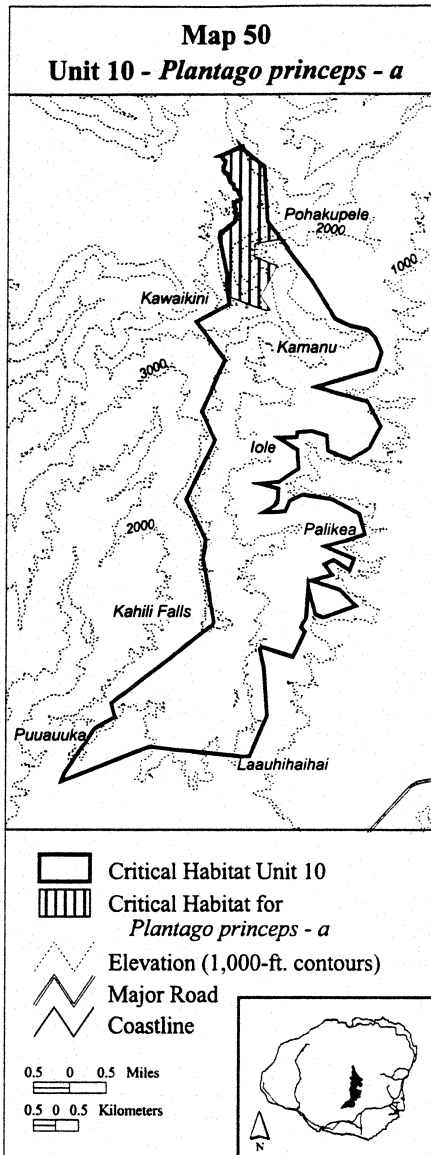 Map 50
Unit 10 - Plantago princeps - a
Pohakupele
2000
1000
Kawaikini
Kamanu
3000
Iole
2000
Palikea
Kahili Falls
Puuauuka
Laauhihaihai
Critical Habitat Unit 10
Critical Habitat for
Plantago princeps - a
Elevation (1,000-ft. contours)
Major Road
Coastline
0.5 0 0.5 Miles
0.5 0 0.5 Kilometers
N